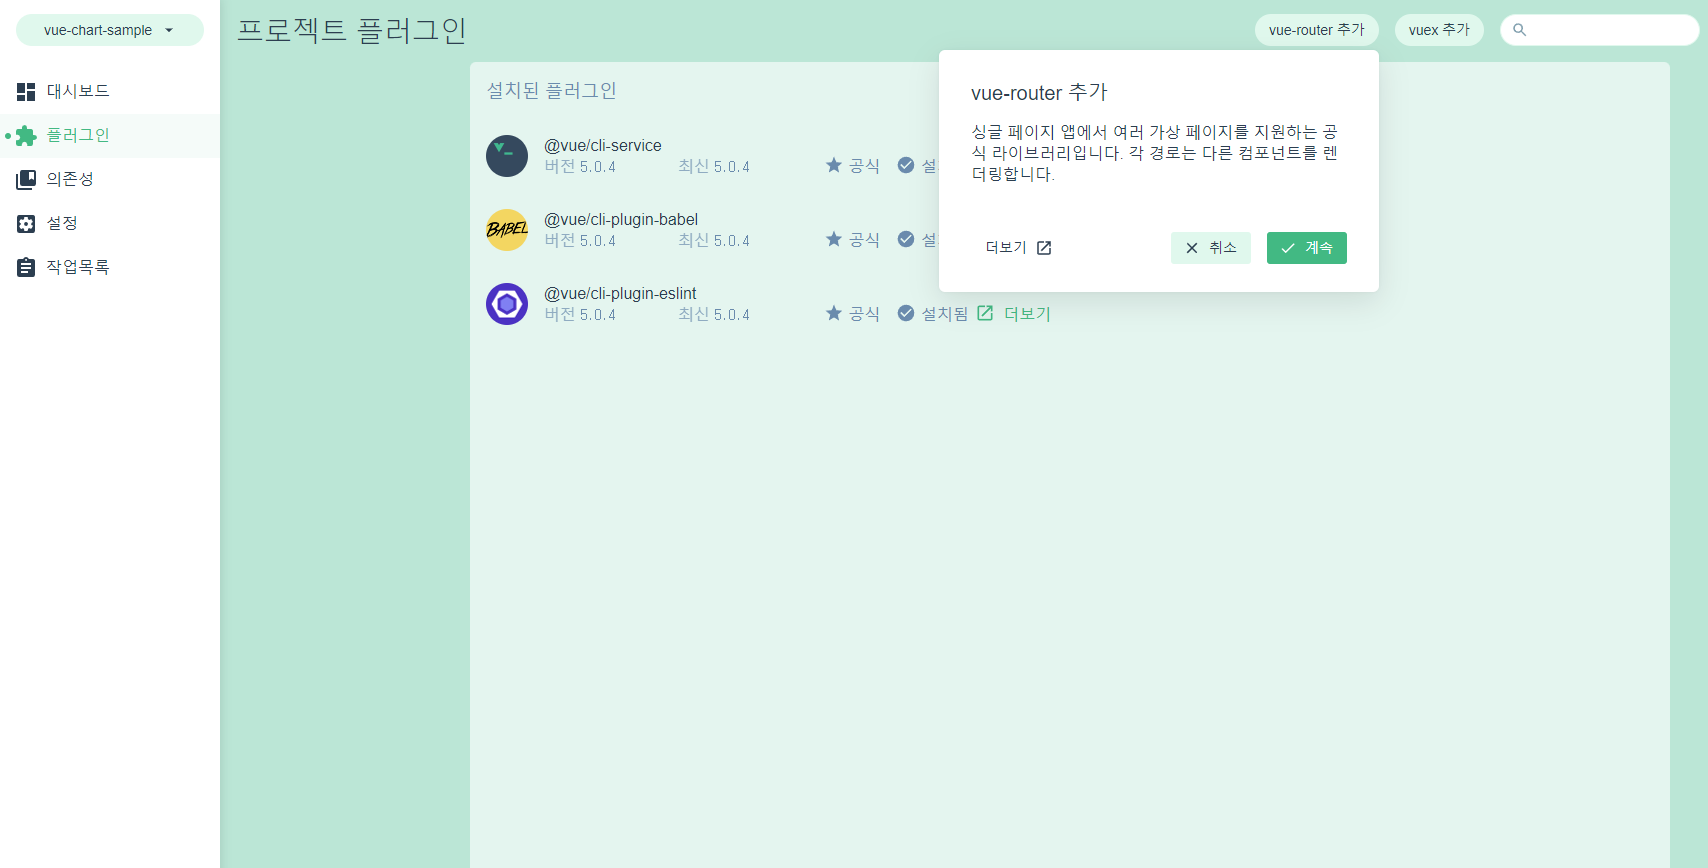 vue-chart-sample
대시보드
플러그인
의존성
설정
작업목록
프로젝트 플러그인
vue-router 추가
vuex 추가
설치된 플러그인
@vue/cli-service
버전 5.0.4 최신 5.0.4 공식 설
BABEL
@vue/cli-plugin-babel
버전 5.0.4 최신 5.0.4 공식 설
@vue/cli-plugin-eslint
버전 5.0.4 최신 5.0.4 공식 설치됨 더보기
vue-router 추가
싱글 페이지 앱에서 여러 가상 페이지를 지원하는 공
식 라이브러리입니다. 각 경로는 다른 컴포넌트를 렌
더링합니다.
더보기 취소 계속